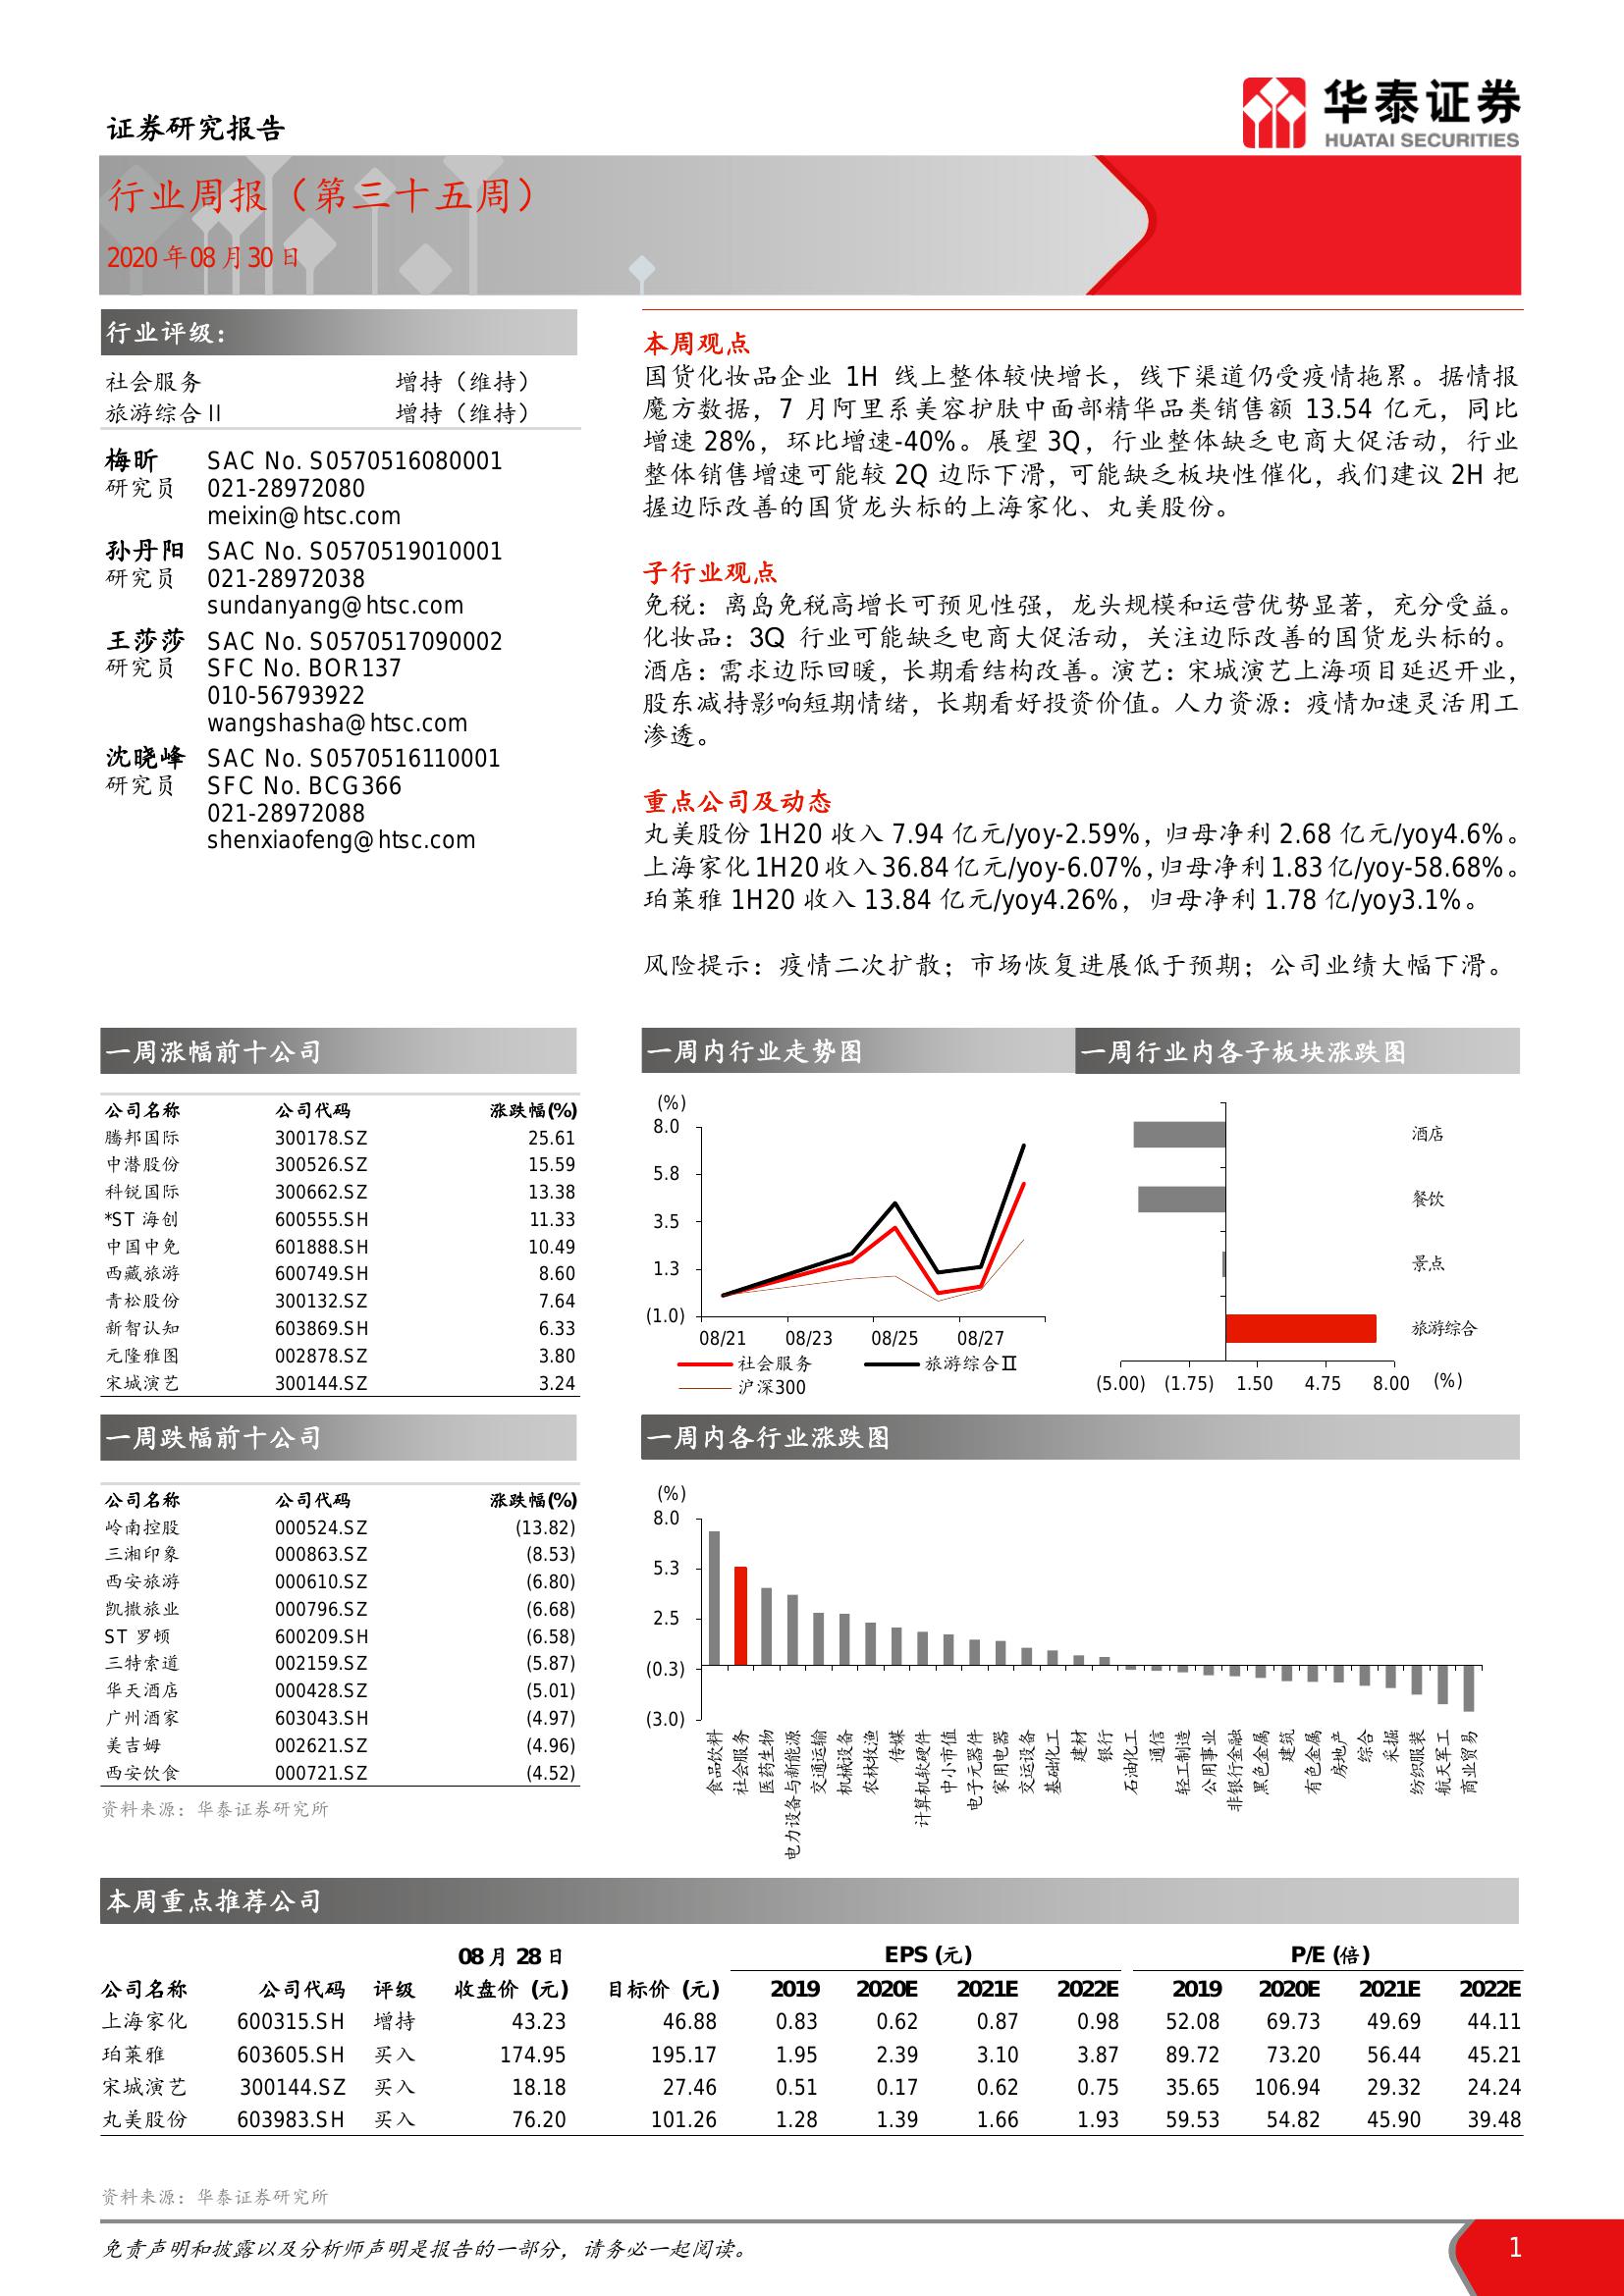 华泰证券
HUATAI SECURITIES
证券研究报告
行业周报（第三十五周）
2020年08月30日
行业评级：
社会服务 增持（维持）
旅游综合II 增持（维持）
梅昕 SAC No. S0570516080001
研究员 021-28972080
meixin@htsc.com
孙丹阳 SAC No. S0570519010001
研究员 021-28972038
sundanyang@htsc.com
王莎莎 SAC No. S0570517090002
研究员 SFC No. BOR137
010-56793922
wangshasha@htsc.com
沈晓峰 SAC No. S0570516110001
研究员 SFC No. BCG366
021-28972088
shenxiaofeng@htsc.com
本周观点
国货化妆品企业 1H 线上整体较快增长，线下渠道仍受疫情拖累。据情报
魔方数据，7 月阿里系美容护肤中面部精华品类销售额 13.54 亿元，同比
增速 28%，环比增速-40%。展望 3Q，行业整体缺乏电商大促活动，行业
整体销售增速可能较 2Q 边际下滑，可能缺乏板块性催化，我们建议 2H 把
握边际改善的国货龙头标的上海家化、丸美股份。
子行业观点
免税：离岛免税高增长可预见性强，龙头规模和运营优势显著，充分受益。
化妆品：3Q 行业可能缺乏电商大促活动，关注边际改善的国货龙头标的。
酒店：需求边际回暖，长期看结构改善。演艺：宋城演艺上海项目延迟开业，
股东减持影响短期情绪，长期看好投资价值。人力资源：疫情加速灵活用工
渗透。
重点公司及动态
丸美股份 1H20 收入 7.94 亿元/yoy-2.59%，归母净利 2.68 亿元/yoy4.6%。
上海家化1H20收入36.84亿元/yoy-6.07%，归母净利1.83亿/yoy-58.68%。
珀莱雅 1H20 收入 13.84 亿元/yoy4.26%，归母净利 1.78 亿/yoy3.1%。
风险提示：疫情二次扩散；市场恢复进展低于预期；公司业绩大幅下滑。
一周涨幅前十公司
公司名称 公司代码 涨跌幅(%)
腾邦国际 300178.SZ 25.61
中潜股份 300526.SZ 15.59
科锐国际 300662.SZ 13.38
*ST 海创 600555.SH 11.33
中国中免 601888.SH 10.49
西藏旅游 600749.SH 8.60
青松股份 300132.SZ 7.64
新智认知 603869.SH 6.33
元隆雅图 002878.SZ 3.80
宋城演艺 300144.SZ 3.24
一周内行业走势图
(%)
8.0
5.8
3.5
1.3
(1.0)
08/21 08/23 08/25 08/27
社会服务 旅游综合Ⅱ
沪深300
一周行业内各子板块涨跌图
酒店
餐饮
景点
旅游综合
(5.00) (1.75) 1.50 4.75 8.00 (%)
一周跌幅前十公司
公司名称 公司代码 涨跌幅(%)
岭南控股 000524.SZ (13.82)
三湘印象 000863.SZ (8.53)
西安旅游 000610.SZ (6.80)
凯撒旅业 000796.SZ (6.68)
ST 罗顿 600209.SH (6.58)
三特索道 002159.SZ (5.87)
华天酒店 000428.SZ (5.01)
广州酒家 603043.SH (4.97)
美吉姆 002621.SZ (4.96)
西安饮食 000721.SZ (4.52)
资料来源：华泰证券研究所
一周内各行业涨跌图
(%)
8.0
5.3
2.5
(0.3)
(3.0)
食品饮料
社会服务
医药生物
电力设备与新能源
交通运输
机械设备
农林牧渔
传媒
计算机软硬件
中小市值
电子元器件
家用电器
交运设备
基础化工
建材
银行
石油化工
通信
轻工制造
公用事业
非银行金融
黑色金属
建筑
有色金属
房地产
综合
采掘
纺织服装
航天军工
商业贸易
本周重点推荐公司
08月 28日 EPS (元) P/E (倍)
公司名称 公司代码 评级 收盘价 (元) 目标价 (元) 2019 2020E 2021E 2022E 2019 2020E 2021E 2022E
上海家化 600315.SH 增持 43.23 46.88 0.83 0.62 0.87 0.98 52.08 69.73 49.69 44.11
珀莱雅 603605.SH 买入 174.95 195.17 1.95 2.39 3.10 3.87 89.72 73.20 56.44 45.21
宋城演艺 300144.SZ 买入 18.18 27.46 0.51 0.17 0.62 0.75 35.65 106.94 29.32 24.24
丸美股份 603983.SH 买入 76.20 101.26 1.28 1.39 1.66 1.93 59.53 54.82 45.90 39.48
资料来源：华泰证券研究所
免责声明和披露以及分析师声明是报告的一部分，请务必一起阅读。
1